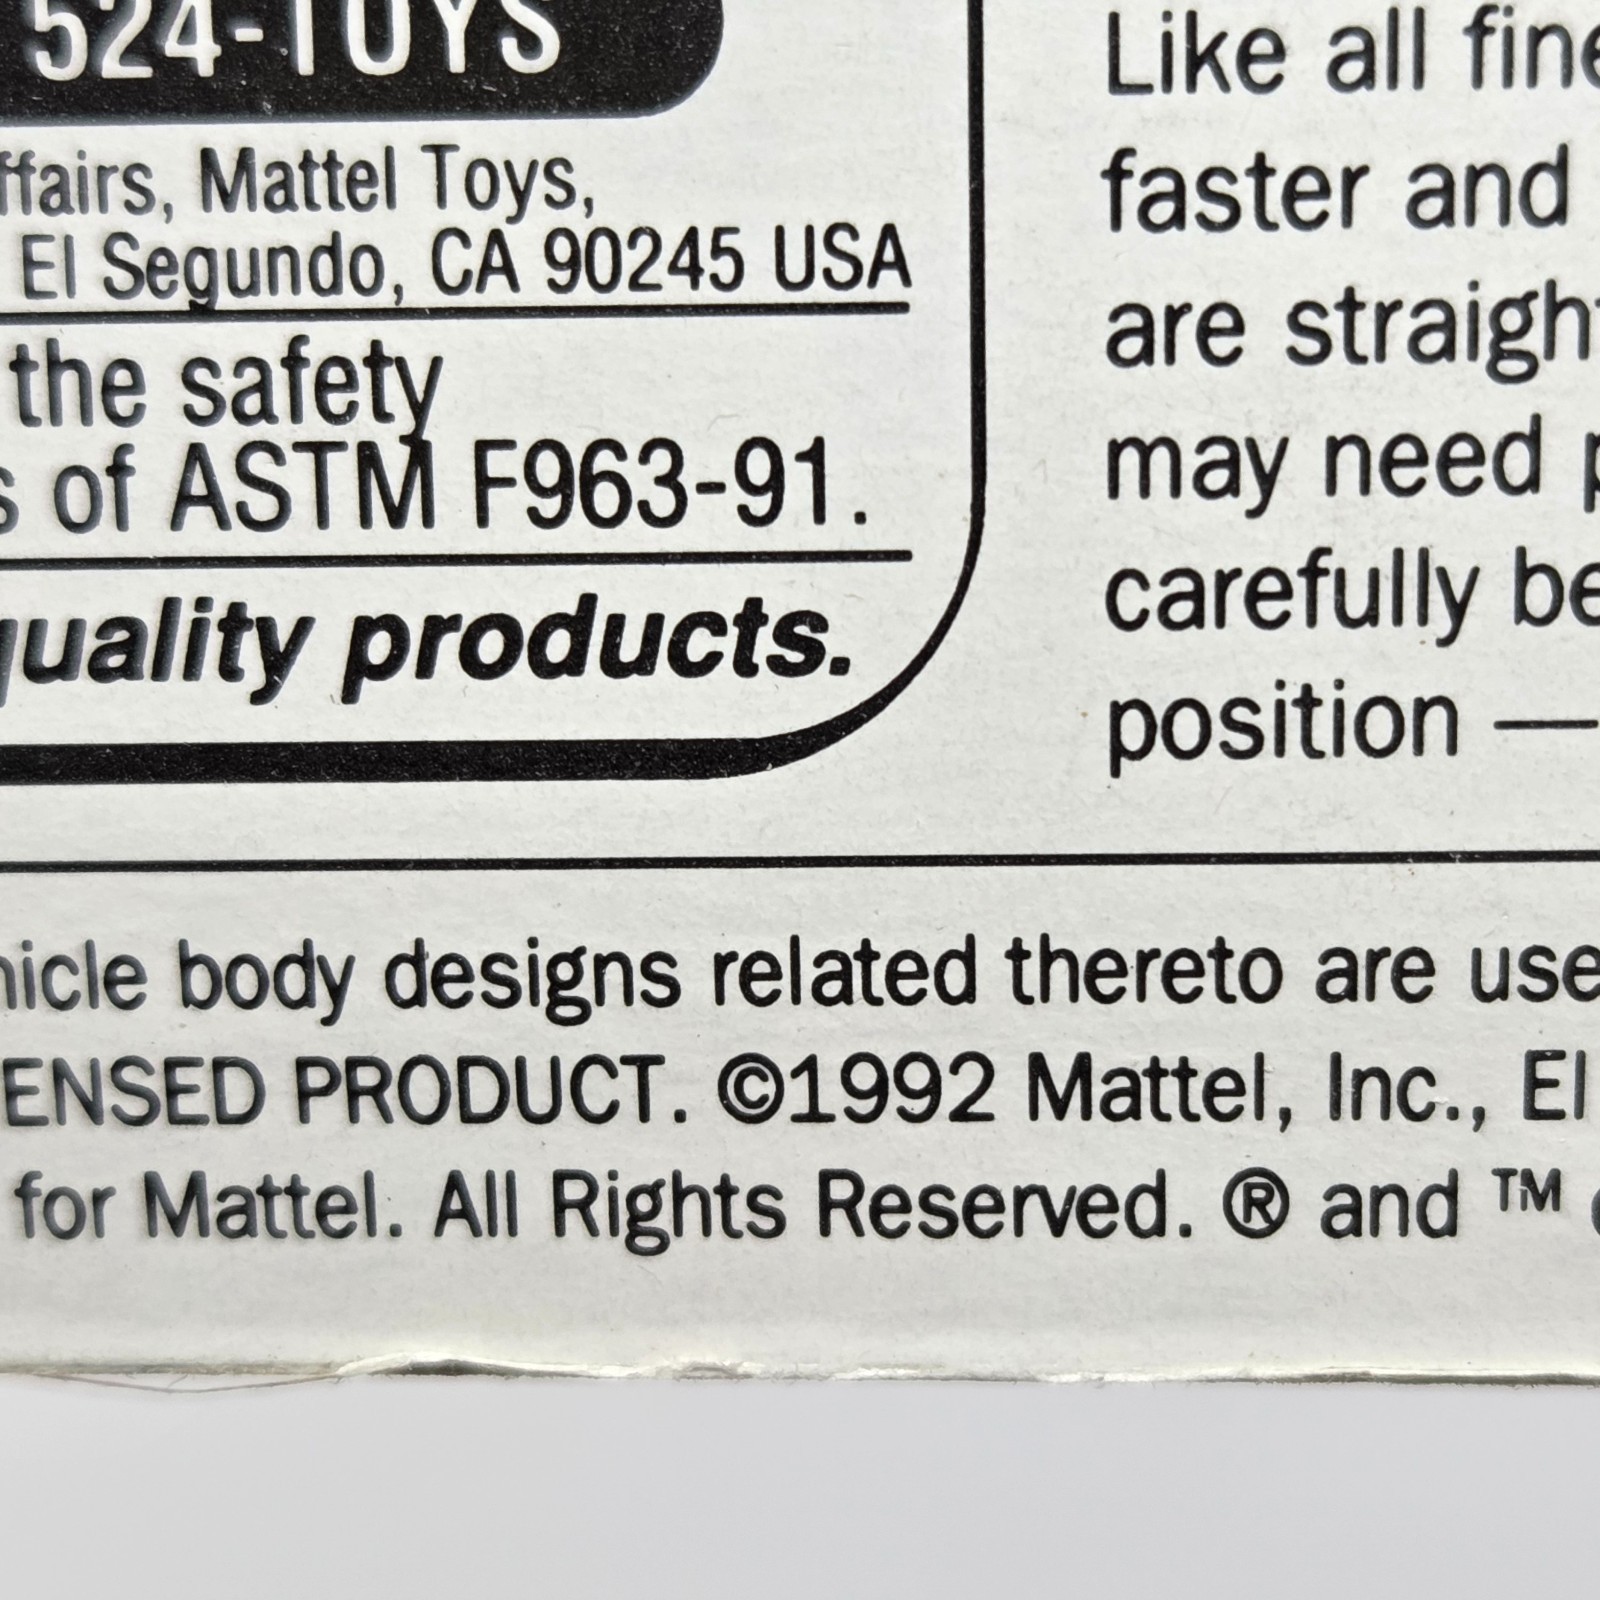 524-TOYS
ffairs, Mattel Toys,
El Segundo, CA 90245 USA
the safety
s of ASTM F963-91.
quality products.
Like all fine
faster and
are straight
may need p
carefully be
position —
hicle body designs related thereto are use
ENSED PRODUCT. ©1992 Mattel, Inc., El
for Mattel. All Rights Reserved. ® and ™